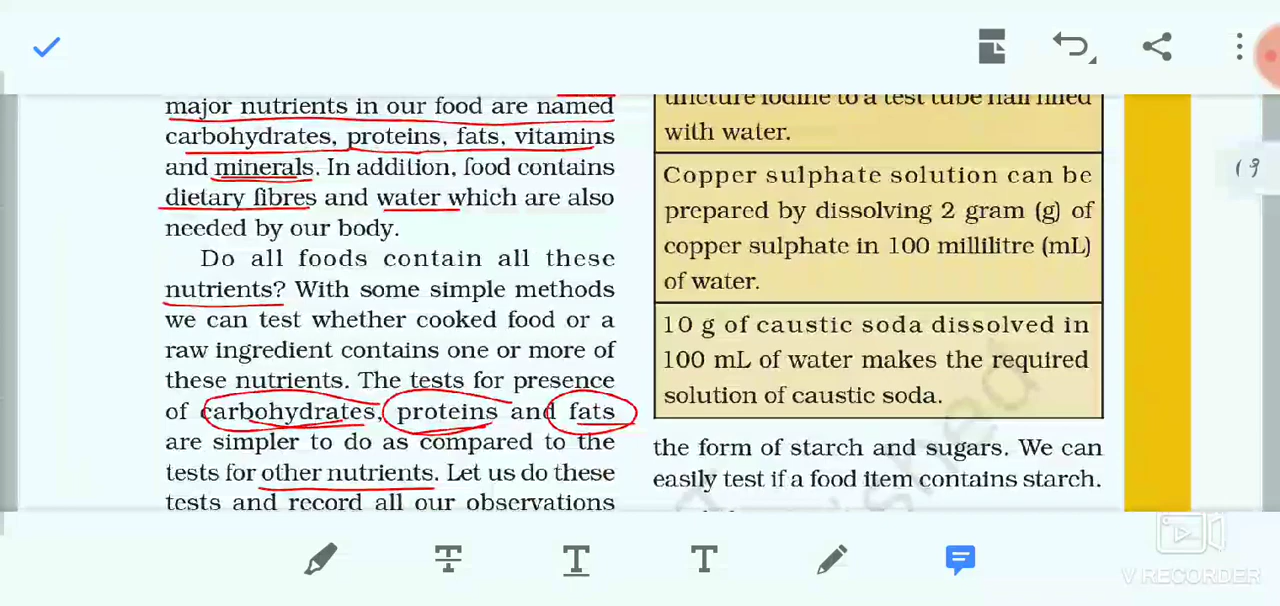 major nutrients in our food are named
carbohydrates, proteins, fats, vitamins
and minerals. In addition, food contains
dietary fibres and water which are also
needed by our body.
Do all foods contain all these
nutrients? With some simple methods
we can test whether cooked food or a
raw ingredient contains one or more of
these nutrients. The tests for presence
of carbohydrates, proteins and fats
are simpler to do as compared to the
tests for other nutrients. Let us do these
tests and record all our observations
tincture iodine to a test tube half filled
with water.
Copper sulphate solution can be
prepared by dissolving 2 gram (g) of
copper sulphate in 100 millilitre (mL)
of water.
10 g of caustic soda dissolved in
100 mL of water makes the required
solution of caustic soda.
the form of starch and sugars. We can
easily test if a food item contains starch.
T
T
T
V RECORDER